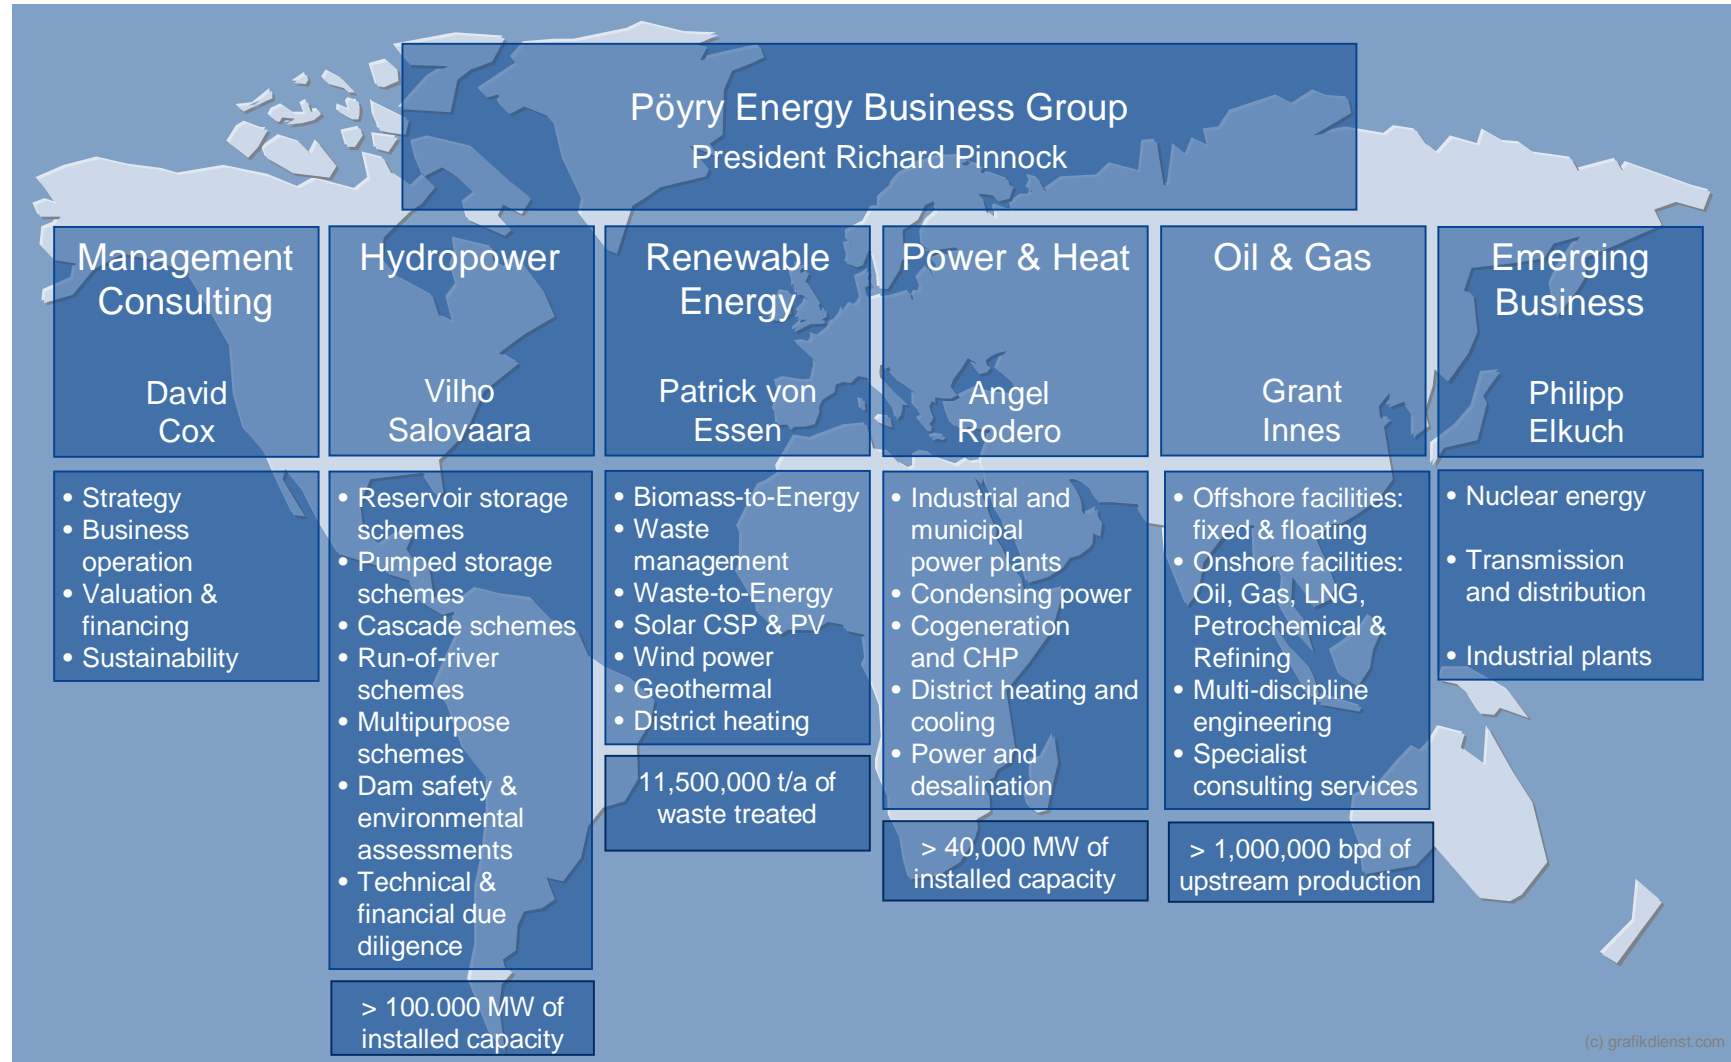 Pöyry Energy Business Group
President Richard Pinnock
Management
Consulting
David
Cox
• Strategy
• Business
operation
• Valuation &
financing
• Sustainability
Hydropower
Vilho
Salovaara
• Reservoir storage
schemes
• Pumped storage
schemes
• Cascade schemes
• Run-of-river
schemes
• Multipurpose
schemes
• Dam safety &
environmental
assessments
• Technical &
financial due
diligence
> 100.000 MW of
installed capacity
Renewable
Energy
Patrick von
Essen
• Biomass-to-Energy
• Waste
management
• Waste-to-Energy
• Solar CSP & PV
• Wind power
• Geothermal
• District heating
11,500,000 t/a of
waste treated
Power & Heat
Angel
Rodero
• Industrial and
municipal
power plants
• Condensing power
• Cogeneration
and CHP
• District heating and
cooling
• Power and
desalination
> 40,000 MW of
installed capacity
Oil & Gas
Grant
Innes
• Offshore facilities:
fixed & floating
• Onshore facilities:
Oil, Gas, LNG,
Petrochemical &
Refining
• Multi-discipline
engineering
• Specialist
consulting services
> 1,000,000 bpd of
upstream production
Emerging
Business
Philipp
Elkuch
• Nuclear energy
• Transmission
and distribution
• Industrial plants
(c) grafikdienst.com